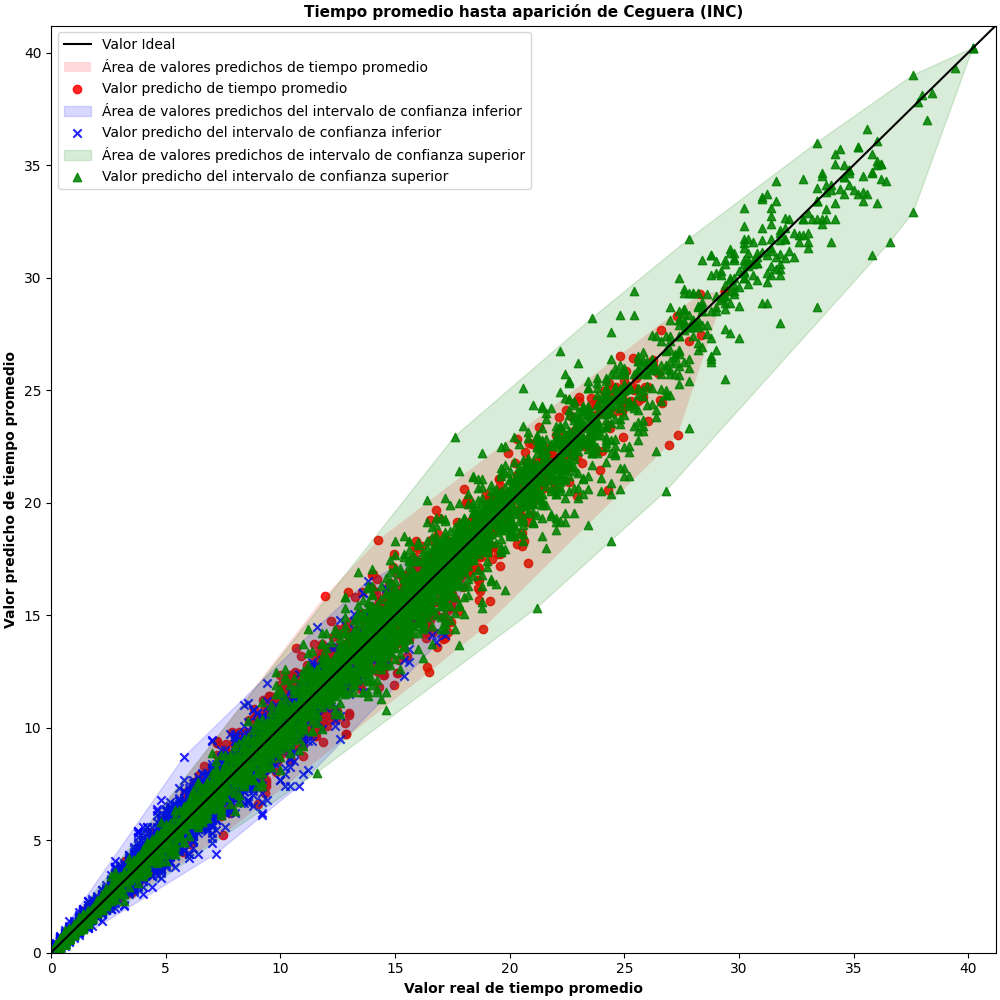 Tiempo promedio hasta aparición de Ceguera (INC)
Valor Ideal
Área de valores predichos de tiempo promedio
Valor predicho de tiempo promedio
Área de valores predichos del intervalo de confianza inferior
Valor predicho del intervalo de confianza inferior
Área de valores predichos de intervalo de confianza superior
Valor predicho del intervalo de confianza superior
Valor predicho de tiempo promedio
40
35
30
25
20
15
10
5
0
0 5 10 15 20 25 30 35 40
Valor real de tiempo promedio